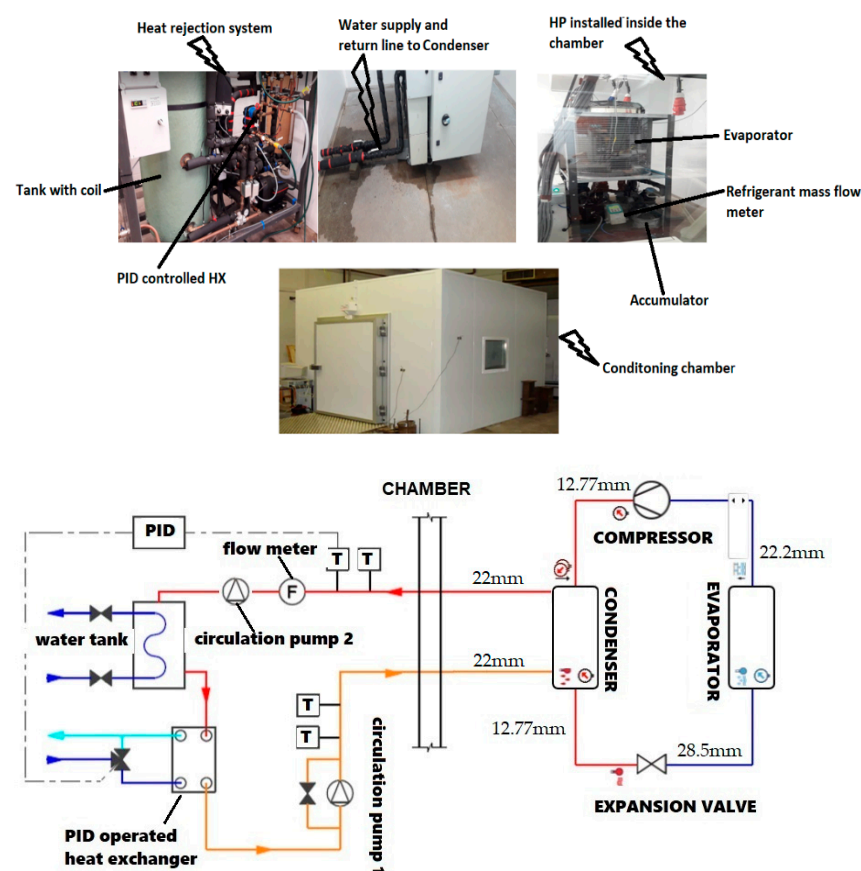 Heat rejection system
Water supply and
return line to Condenser
HP installed inside the
chamber
Evaporator
Tank with coil
Refrigerant mass flow
meter
PID controlled HX
Accumulator
Conditoning chamber
CHAMBER
12.77mm
PID
COMPRESSOR
flow meter
T
T
22mm
22.2mm
F
CONDENSER
EVAPORATOR
water tank
circulation pump 2
22mm
T
T
circulation pump 1
12.77mm
28.5mm
EXPANSION VALVE
PID operated
heat exchanger